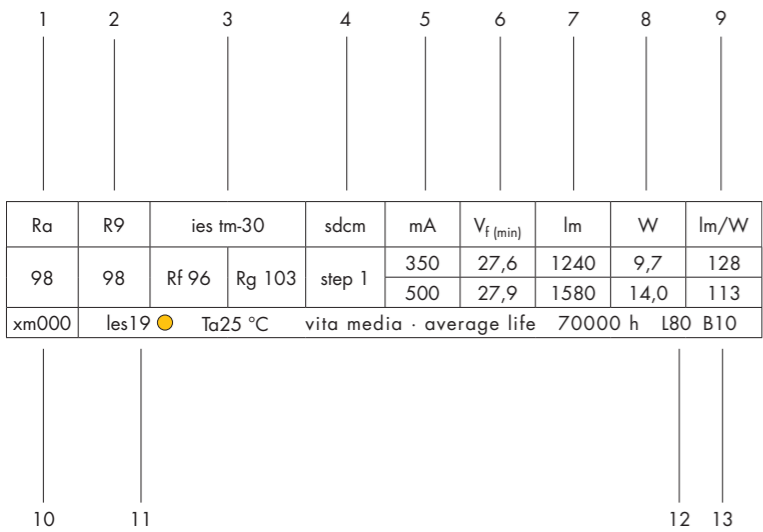 1 2 3 4 5 6 7 8 9
Ra R9 ies tm-30 sdcm mA Vf (min) lm W lm/W
98 98 Rf 96 Rg 103 step 1 350 27,6 1240 9,7 128
500 27,9 1580 14,0 113
xm000 les19 Ta25 °C vita media · average life 70000 h L80 B10
10 11 12 13